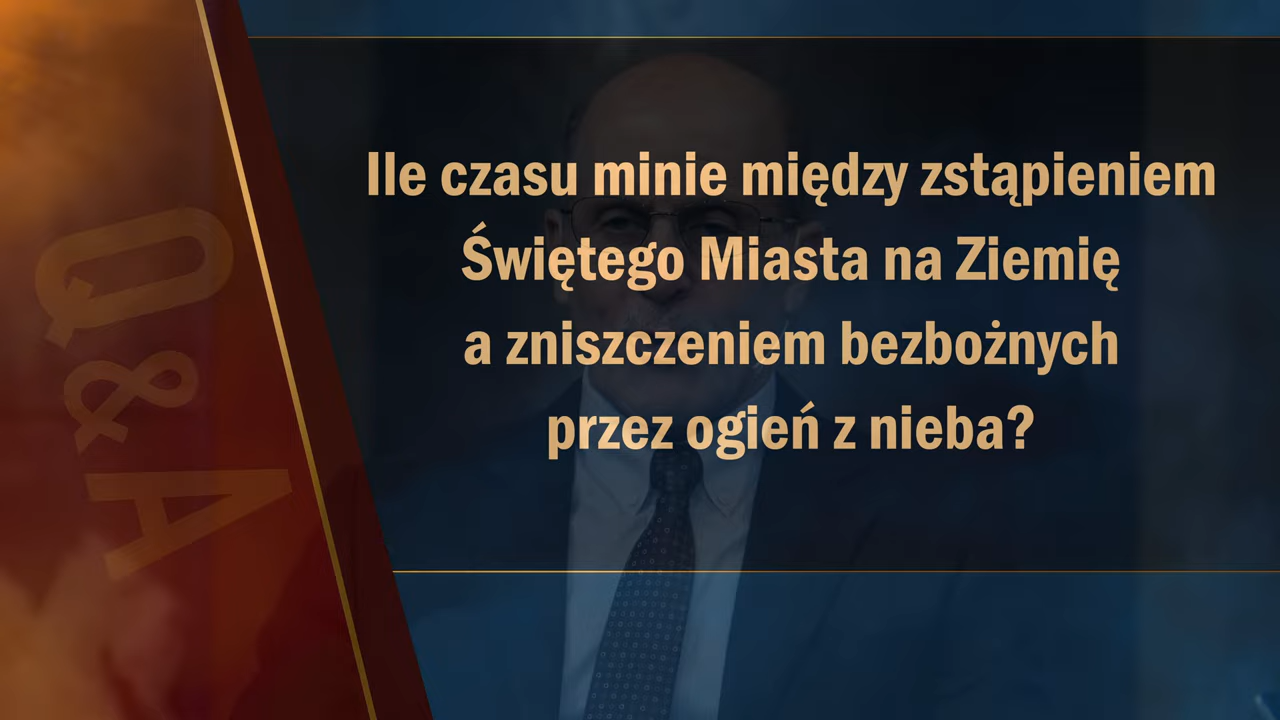 Ile czasu minie między zstąpieniem
Świętego Miasta na Ziemię
a zniszczeniem bezbożnych
przez ogień z nieba?
Q&A